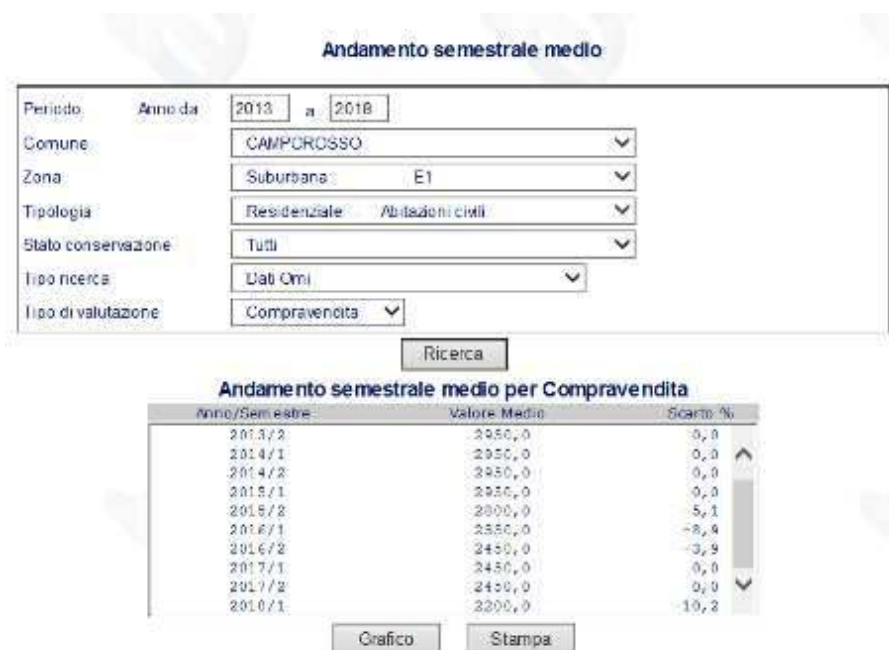 Andamento semestrale medio
Periodo Anno da 2013 a 2018
Comune CAMPOROSSO
Zona Suburbana E1
Tipologia Residenziale Abitazioni civili
Stato conservazione Tutti
Tipo ricerca Dati Omi
Tipo di valutazione Compravendita
Ricerca
Andamento semestrale medio per Compravendita
Anno/Semestre Valore Medio Scarto %
2013/2 2950,0 0,0
2014/1 2950,0 0,0
2014/2 2950,0 0,0
2015/1 2950,0 0,0
2015/2 2800,0 -5,1
2016/1 2550,0 -8,9
2016/2 2450,0 -3,9
2017/1 2450,0 0,0
2017/2 2450,0 0,0
2018/1 2200,0 -10,2
Grafico Stampa